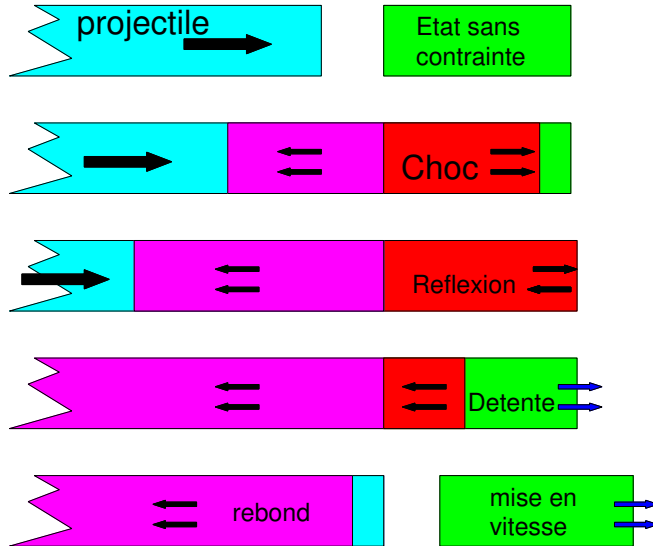 projectile
Etat sans
contrainte
Choc
Reflexion
Detente
rebond
mise en
vitesse